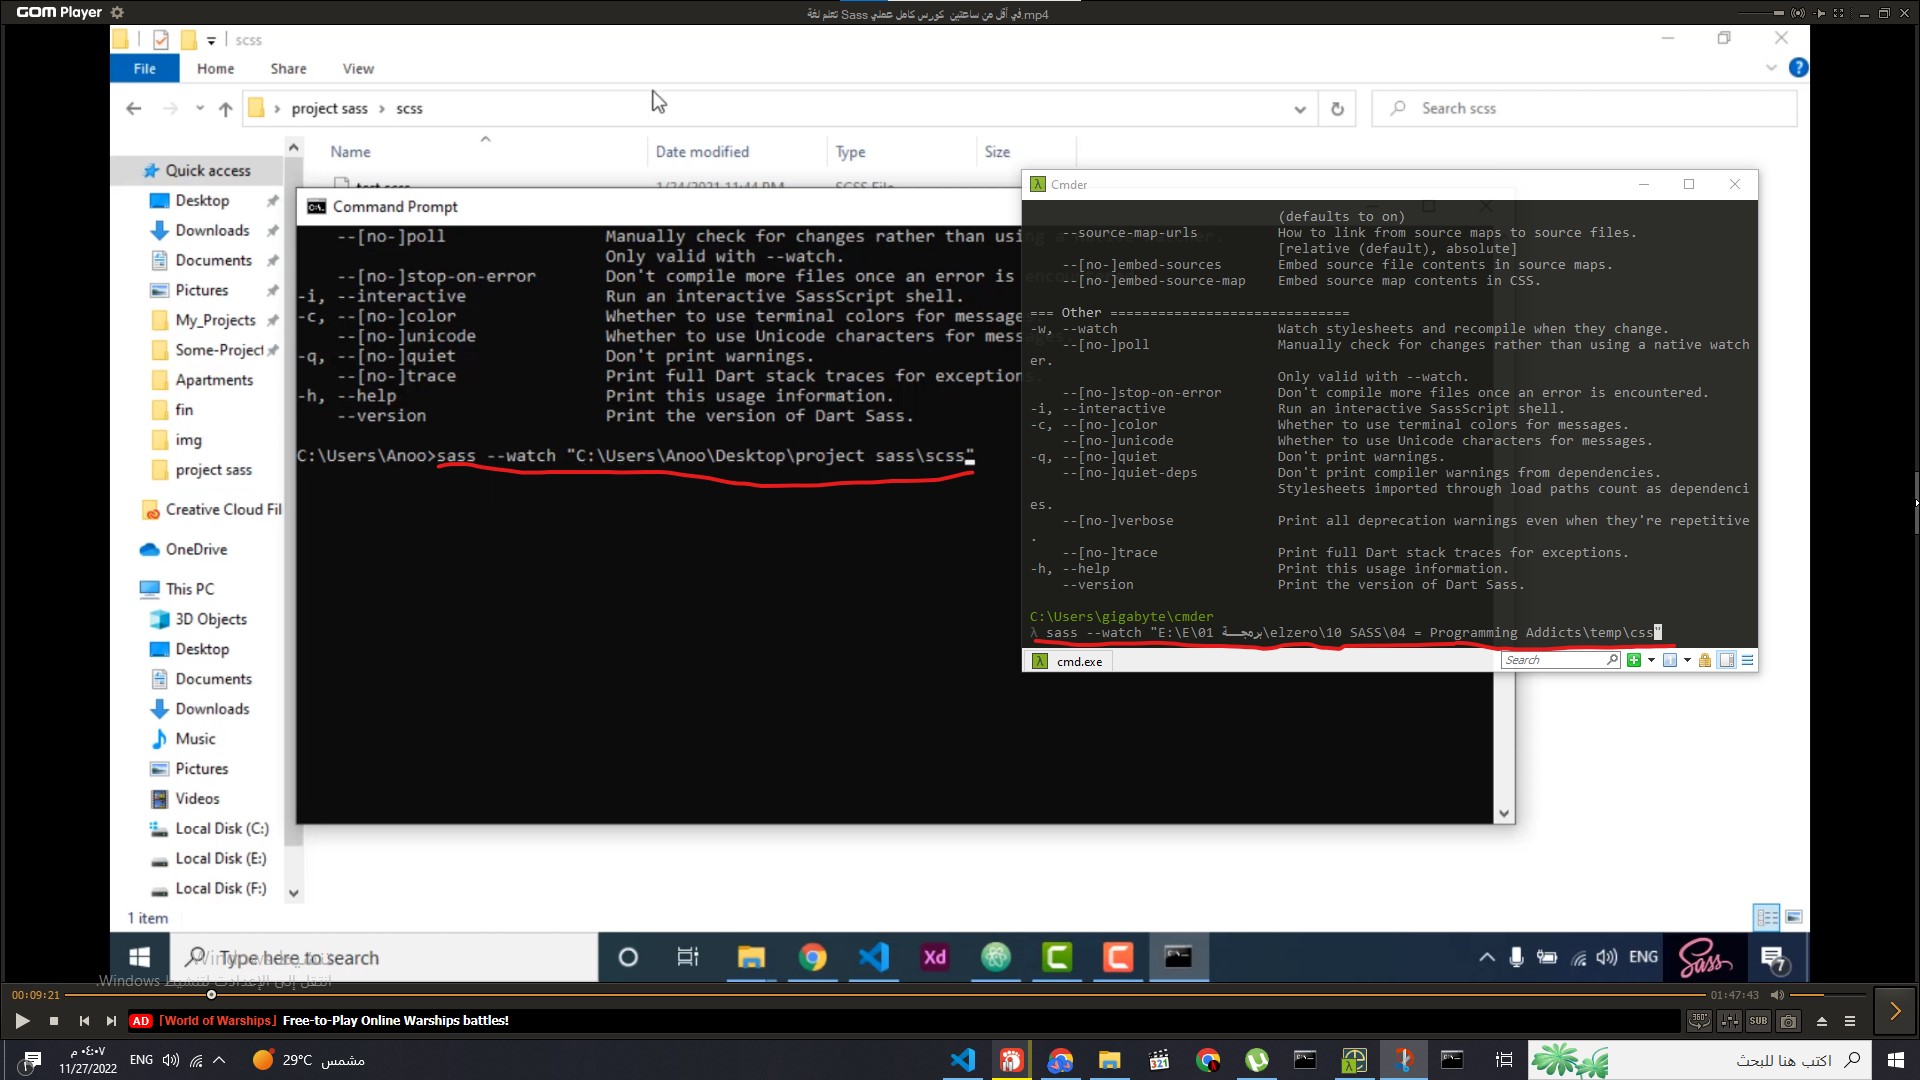 GOM Player
تعلم لغة Sass في أقل من ساعتين كورس كامل عملي.mp4
scss
File Home Share View
project sass > scss
Search scss
Name Date modified Type Size
Quick access
Desktop
Downloads
Documents
Pictures
My_Projects
Some-Project
Apartments
fin
img
project sass
Creative Cloud Fil
OneDrive
This PC
3D Objects
Desktop
Documents
Downloads
Music
Pictures
Videos
Local Disk (C:)
Local Disk (E:)
Local Disk (F:)
1 item
Command Prompt
--[no-]poll Manually check for changes rather than usi
Only valid with --watch.
--[no-]stop-on-error Don't compile more files once an error is
-i, --interactive Run an interactive SassScript shell.
-c, --[no-]color Whether to use terminal colors for message
--[no-]unicode Whether to use Unicode characters for mess
-q, --[no-]quiet Don't print warnings.
--[no-]trace Print full Dart stack traces for exception
-h, --help Print this usage information.
--version Print the version of Dart Sass.
C:\Users\Anoo>sass --watch "C:\Users\Anoo\Desktop\project sass\scss"
Cmder
(defaults to on)
--source-map-urls How to link from source maps to source files.
[relative (default), absolute]
--[no-]embed-sources Embed source file contents in source maps.
--[no-]embed-source-map Embed source map contents in CSS.
=== Other ==============================
-w, --watch Watch stylesheets and recompile when they change.
--[no-]poll Manually check for changes rather than using a native watch
er.
Only valid with --watch.
--[no-]stop-on-error Don't compile more files once an error is encountered.
-i, --interactive Run an interactive SassScript shell.
-c, --[no-]color Whether to use terminal colors for messages.
--[no-]unicode Whether to use Unicode characters for messages.
-q, --[no-]quiet Don't print warnings.
--[no-]quiet-deps Don't print compiler warnings from dependencies.
Stylesheets imported through load paths count as dependenci
es.
--[no-]verbose Print all deprecation warnings even when they're repetitive
.
--[no-]trace Print full Dart stack traces for exceptions.
-h, --help Print this usage information.
--version Print the version of Dart Sass.
C:\Users\gigabyte\cmder
λ sass --watch "E:\E\01 برمجـــة\elzero\10 SASS\04 = Programming Addicts\temp\css"
cmd.exe
Search
Type here to search
Xd
ENG
Sass
7
انتقل إلى الإعدادات لتنشيط Windows.
00:09:21
01:47:43
AD [World of Warships] Free-to-Play Online Warships battles!
360°
SUB
٠٤:٠٧ م
11/27/2022
ENG
29°C مشمس
321
اكتب هنا للبحث